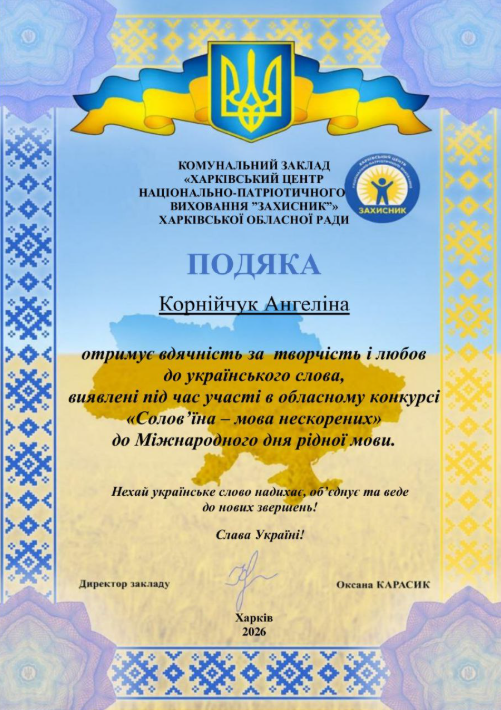 КОМУНАЛЬНИЙ ЗАКЛАД
«ХАРКІВСЬКИЙ ЦЕНТР
НАЦІОНАЛЬНО-ПАТРІОТИЧНОГО
ВИХОВАННЯ ”ЗАХИСНИК”»
ХАРКІВСЬКОЇ ОБЛАСНОЇ РАДИ
ЗАХИСНИК
ПОДЯКА
Корнійчук Ангеліна
отримує вдячність за творчість і любов
до українського слова,
виявлені під час участі в обласному конкурсі
«Солов’їна – мова нескорених»
до Міжнародного дня рідної мови.
Нехай українське слово надихає, об’єднує та веде
до нових звершень!
Слава Україні!
Директор закладу
Оксана КАРАСИК
Харків
2026